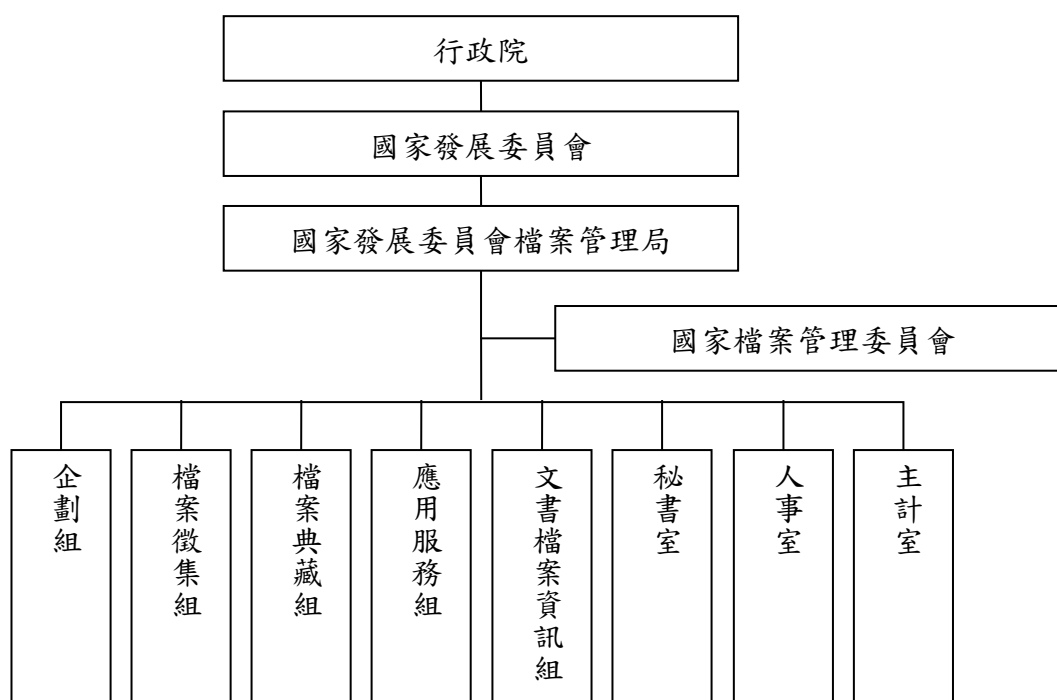 行政院
國家發展委員會
國家發展委員會檔案管理局
國家檔案管理委員會
企劃組
檔案徵集組
檔案典藏組
應用服務組
文書檔案資訊組
秘書室
人事室
主計室